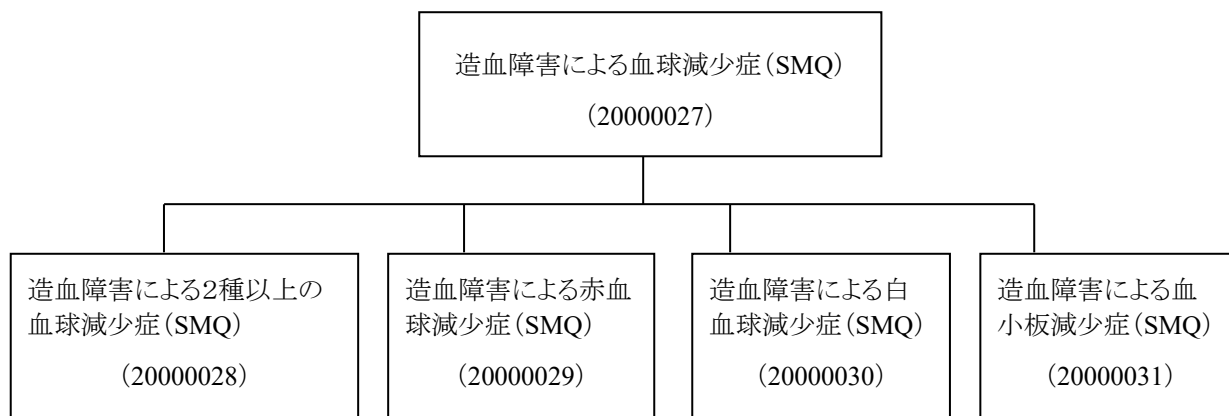 造血障害による血球減少症(SMQ)
(20000027)
造血障害による2種以上の
血球減少症(SMQ)
(20000028)
造血障害による赤血
球減少症(SMQ)
(20000029)
造血障害による白
血球減少症(SMQ)
(20000030)
造血障害による血
小板減少症(SMQ)
(20000031)